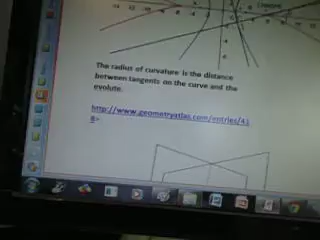 The radius of curvature is the distance
between tangents on the curve and the
evolute.
http://www.geometryatlas.com/entries/43
8>